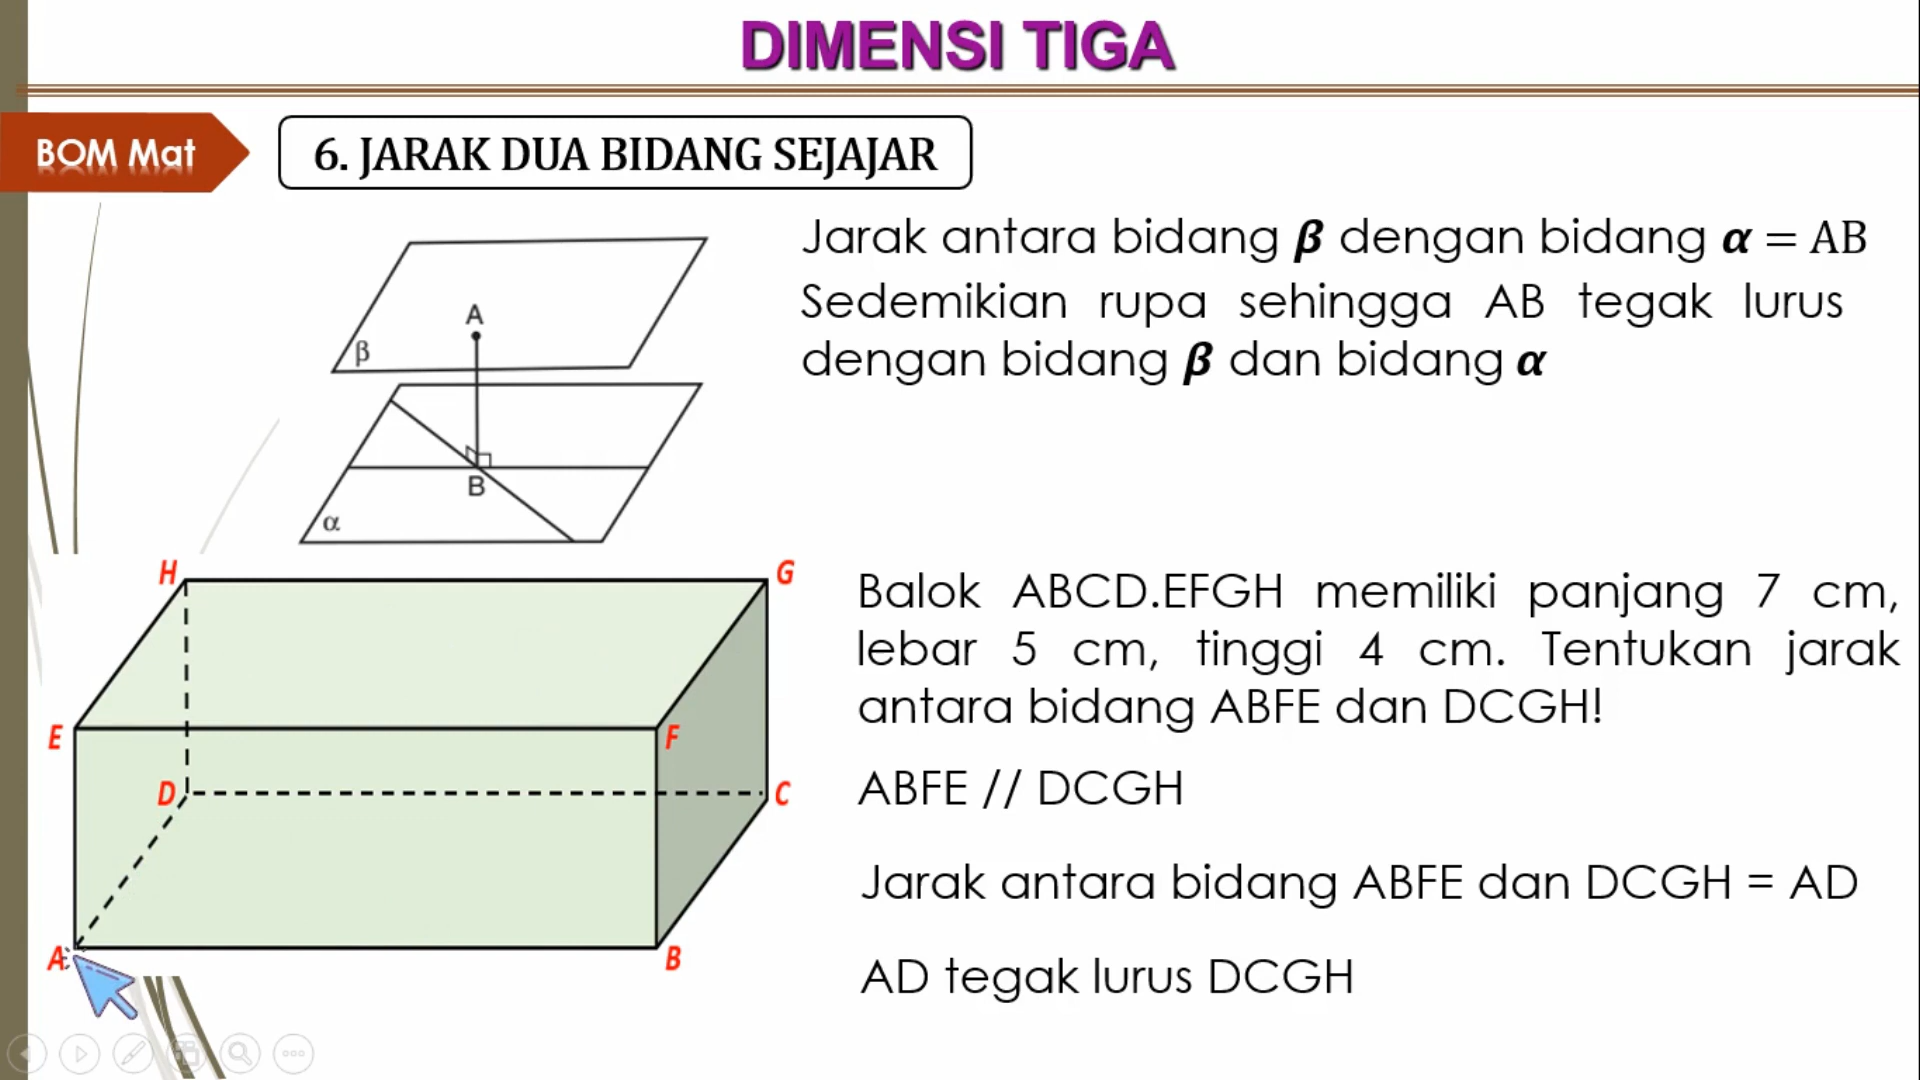 DIMENSI TIGA
BOM Mat
6. JARAK DUA BIDANG SEJAJAR
Jarak antara bidang β dengan bidang α = AB
Sedemikian rupa sehingga AB tegak lurus
dengan bidang β dan bidang α
A
β
B
α
H
G
E
F
D
C
A
B
Balok ABCD.EFGH memiliki panjang 7 cm,
lebar 5 cm, tinggi 4 cm. Tentukan jarak
antara bidang ABFE dan DCGH!
ABFE // DCGH
Jarak antara bidang ABFE dan DCGH = AD
AD tegak lurus DCGH